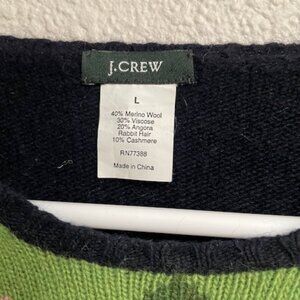 J.CREW
L
40% Merino Wool
30% Viscose
20% Angora
Rabbit Hair
10% Cashmere
RN77388
Made in China